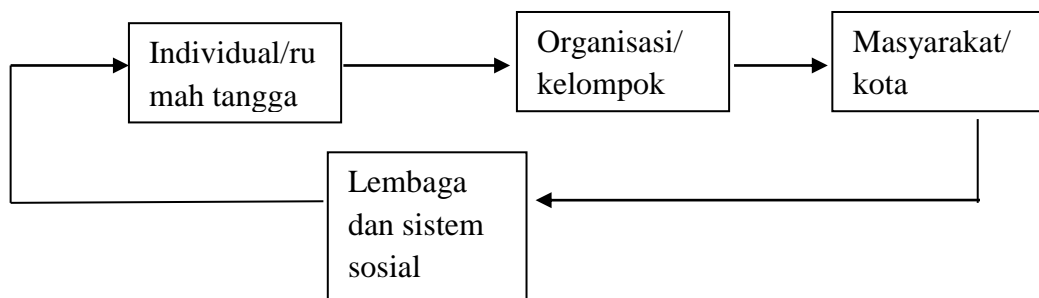 Individual/ru
mah tangga
Organisasi/
kelompok
Masyarakat/
kota
Lembaga
dan sistem
sosial